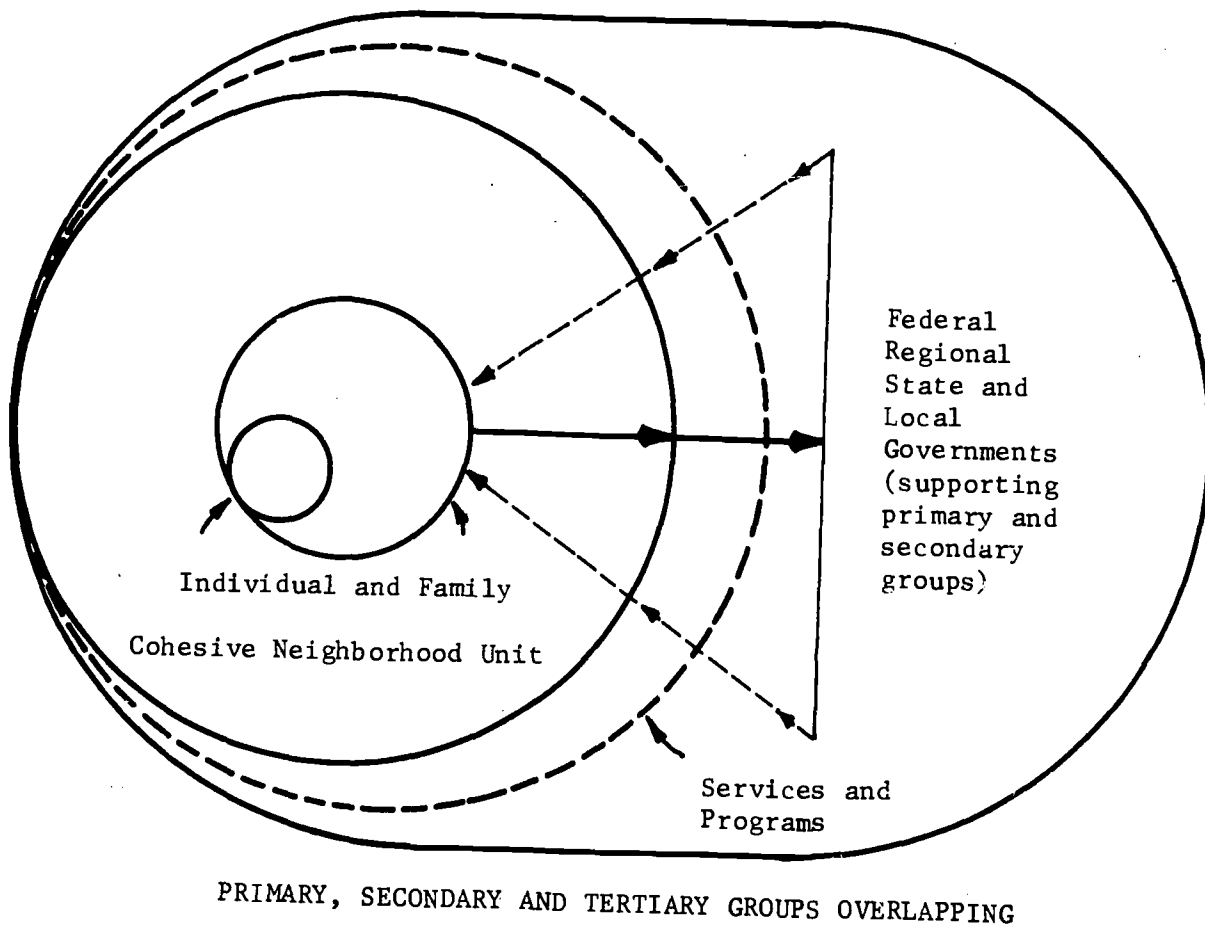 Federal
Regional
State and
Local
Governments
(supporting
primary and
secondary
groups)
Individual and Family
Cohesive Neighborhood Unit
Services and
Programs
PRIMARY, SECONDARY AND TERTIARY GROUPS OVERLAPPING